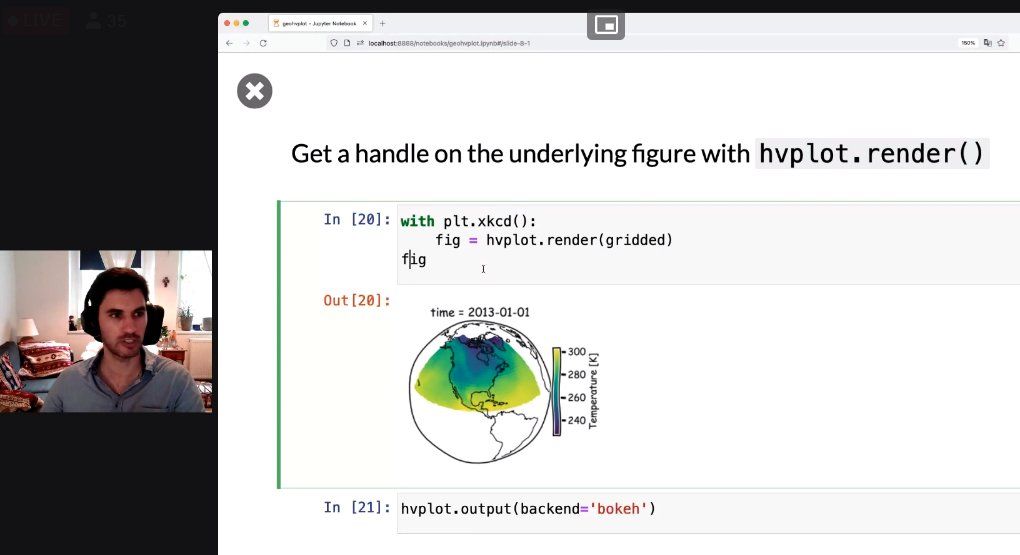 LIVE 35
geohvplot - Jupyter Notebook
localhost:8888/notebooks/geohvplot.ipynb#/slide-8-1
150%
Get a handle on the underlying figure with hvplot.render()
In [20]: with plt.xkcd():
fig = hvplot.render(gridded)
fig
Out[20]:
time = 2013-01-01
300
280
260
240
Temperature [K]
In [21]: hvplot.output(backend='bokeh')